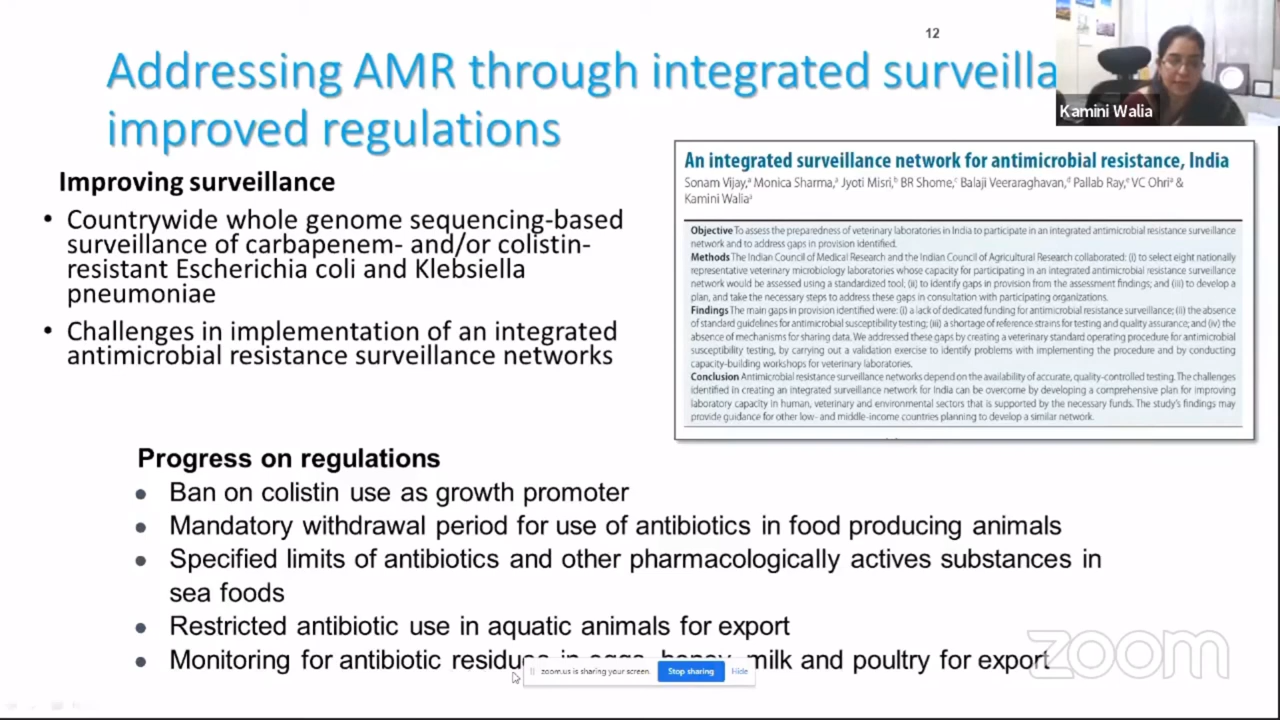 12
Addressing AMR through integrated surveilla
improved regulations
Kamini Walia
Improving surveillance
• Countrywide whole genome sequencing-based
surveillance of carbapenem- and/or colistin-
resistant Escherichia coli and Klebsiella
pneumoniae
• Challenges in implementation of an integrated
antimicrobial resistance surveillance networks
An integrated surveillance network for antimicrobial resistance, India
Sonam Vijay,ᵃ Monica Sharma,ᵃ Jyoti Misri,ᵇ BR Shome,ᶜ Balaji Veeraraghavan,ᵈ Pallab Ray,ᵉ VC Ohriᵃ &
Kamini Waliaᵃ
Objective To assess the preparedness of veterinary laboratories in India to participate in an integrated antimicrobial resistance surveillance
network and to address gaps in provision identified.
Methods The Indian Council of Medical Research and the Indian Council of Agricultural Research collaborated: (i) to select eight nationally
representative veterinary microbiology laboratories whose capacity for participating in an integrated antimicrobial resistance surveillance
network would be assessed using a standardized tool; (ii) to identify gaps in provision from the assessment findings; and (iii) to develop a
plan, and take the necessary steps to address these gaps in consultation with participating organizations.
Findings The main gaps in provision identified were: (i) a lack of dedicated funding for antimicrobial resistance surveillance; (ii) the absence
of standard guidelines for antimicrobial susceptibility testing; (iii) a shortage of reference strains for testing and quality assurance; and (iv) the
absence of mechanisms for sharing data. We addressed these gaps by creating a veterinary standard operating procedure for antimicrobial
susceptibility testing, by carrying out a validation exercise to identify problems with implementing the procedure and by conducting
capacity-building workshops for veterinary laboratories.
Conclusion Antimicrobial resistance surveillance networks depend on the availability of accurate, quality-controlled testing. The challenges
identified in creating an integrated surveillance network for India can be overcome by developing a comprehensive plan for improving
laboratory capacity in human, veterinary and environmental sectors that is supported by the necessary funds. The study's findings may
provide guidance for other low- and middle-income countries planning to develop a similar network.
Progress on regulations
• Ban on colistin use as growth promoter
• Mandatory withdrawal period for use of antibiotics in food producing animals
• Specified limits of antibiotics and other pharmacologically actives substances in
sea foods
• Restricted antibiotic use in aquatic animals for export
• Monitoring for antibiotic residues in eggs, honey, milk and poultry for export
zoom.us is sharing your screen.
Stop sharing
Hide
zoom